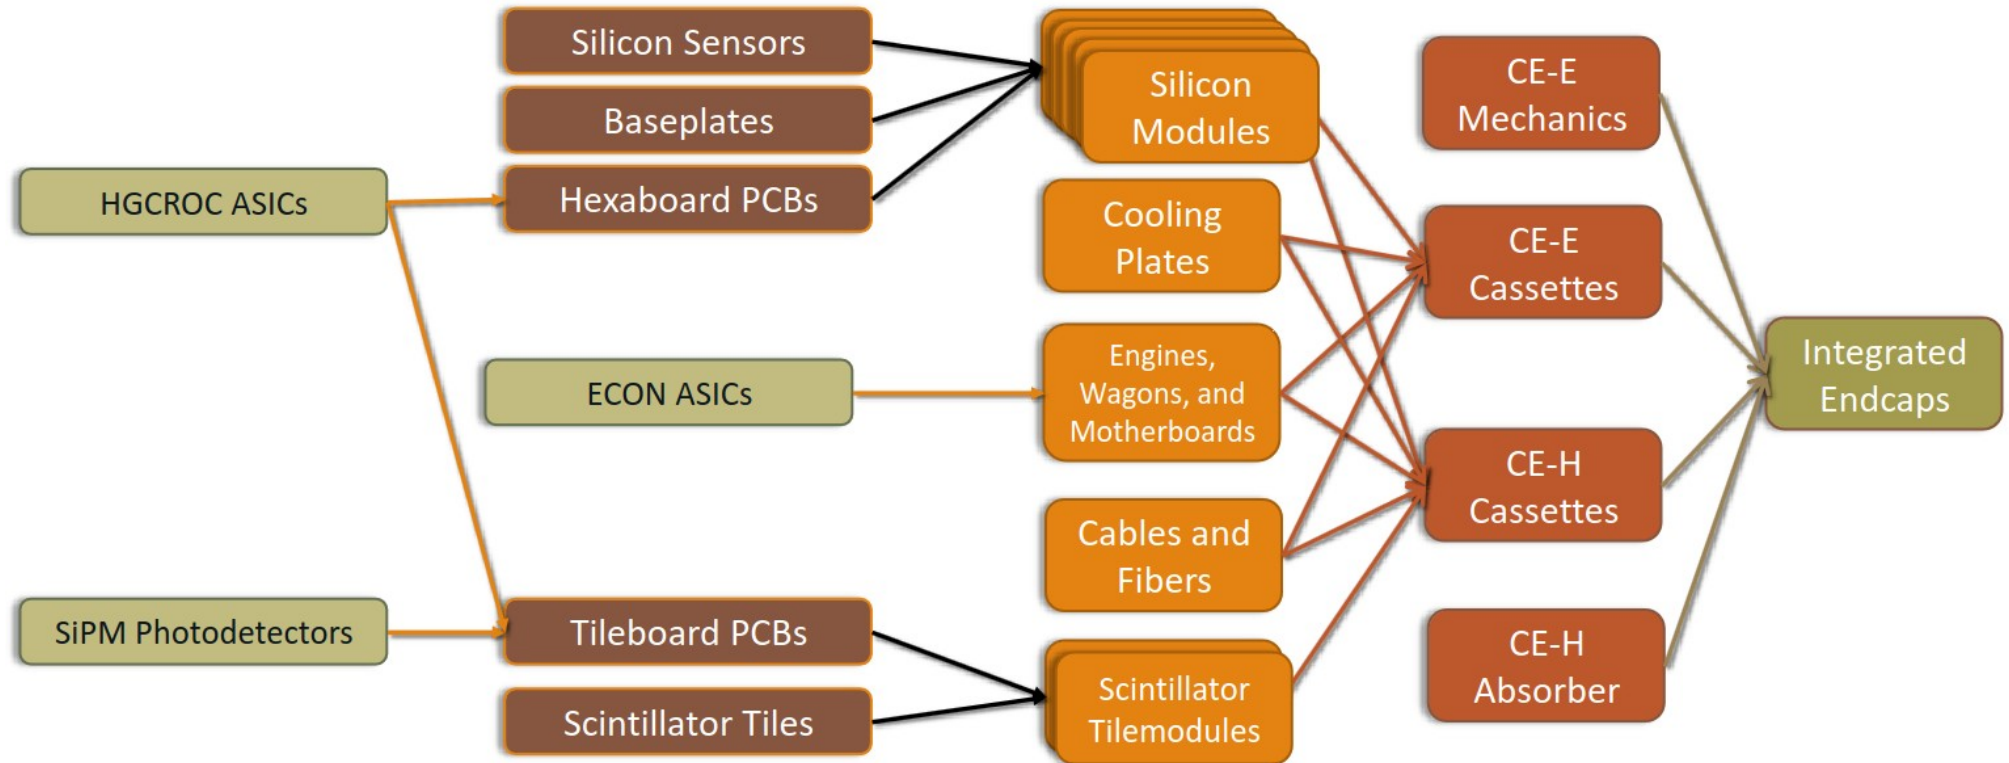 Silicon Sensors
Baseplates
Hexaboard PCBs
HGCROC ASICs
ECON ASICs
SiPM Photodetectors
Tileboard PCBs
Scintillator Tiles
Silicon
Modules
Cooling
Plates
Engines,
Wagons, and
Motherboards
Cables and
Fibers
Scintillator
Tilemodules
CE-E
Mechanics
CE-E
Cassettes
CE-H
Cassettes
CE-H
Absorber
Integrated
Endcaps